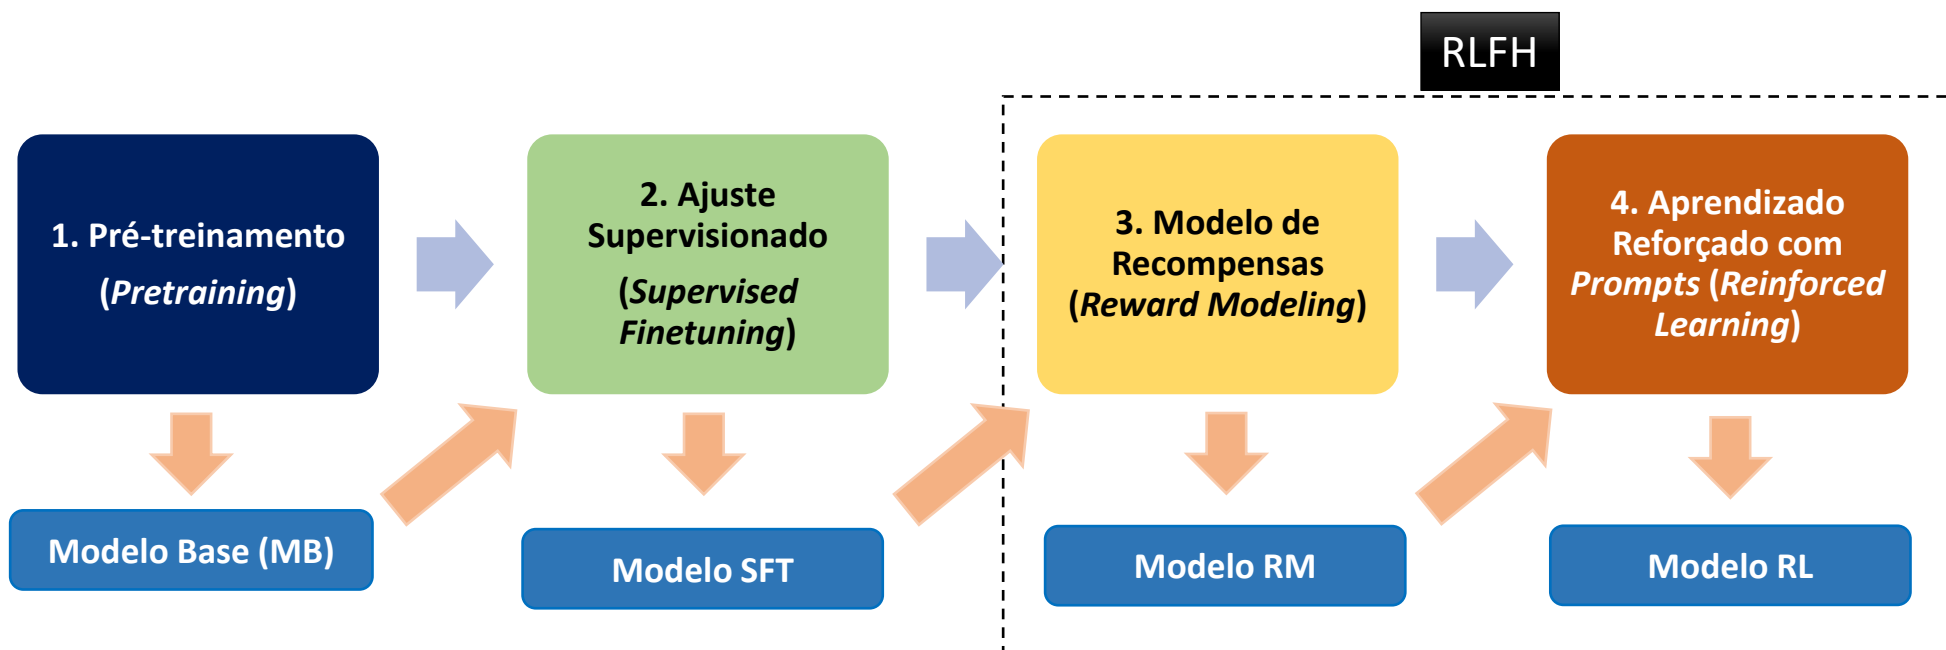 RLFH
1. Pré-treinamento
(Pretraining)
2. Ajuste
Supervisionado
(Supervised
Finetuning)
3. Modelo de
Recompensas
(Reward Modeling)
4. Aprendizado
Reforçado com
Prompts (Reinforced
Learning)
Modelo Base (MB)
Modelo SFT
Modelo RM
Modelo RL